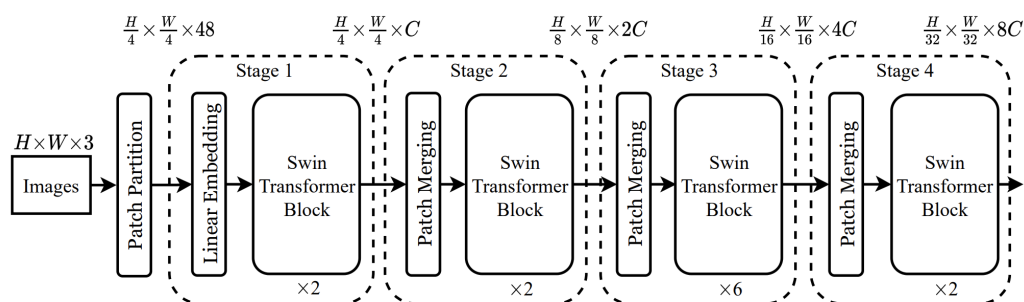 H/4 × W/4 × 48
H/4 × W/4 × C
H/8 × W/8 × 2C
H/16 × W/16 × 4C
H/32 × W/32 × 8C
Stage 1
Stage 2
Stage 3
Stage 4
H×W×3
Images
Patch Partition
Linear Embedding
Swin
Transformer
Block
×2
Patch Merging
Swin
Transformer
Block
×2
Patch Merging
Swin
Transformer
Block
×6
Patch Merging
Swin
Transformer
Block
×2